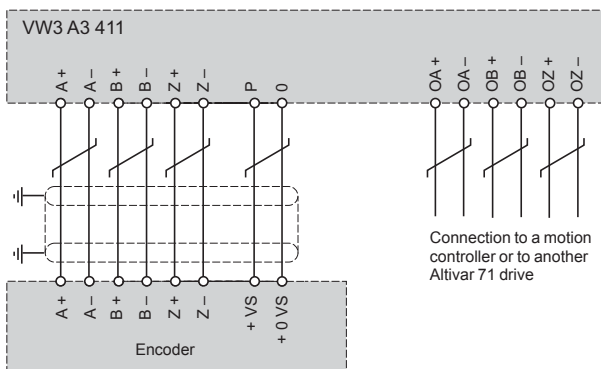 VW3 A3 411
A+ A– B+ B– Z+ Z– P 0
OA+ OA– OB+ OB– OZ+ OZ–
Connection to a motion
controller or to another
Altivar 71 drive
A+ A– B+ B– Z+ Z– + VS + 0 VS
Encoder